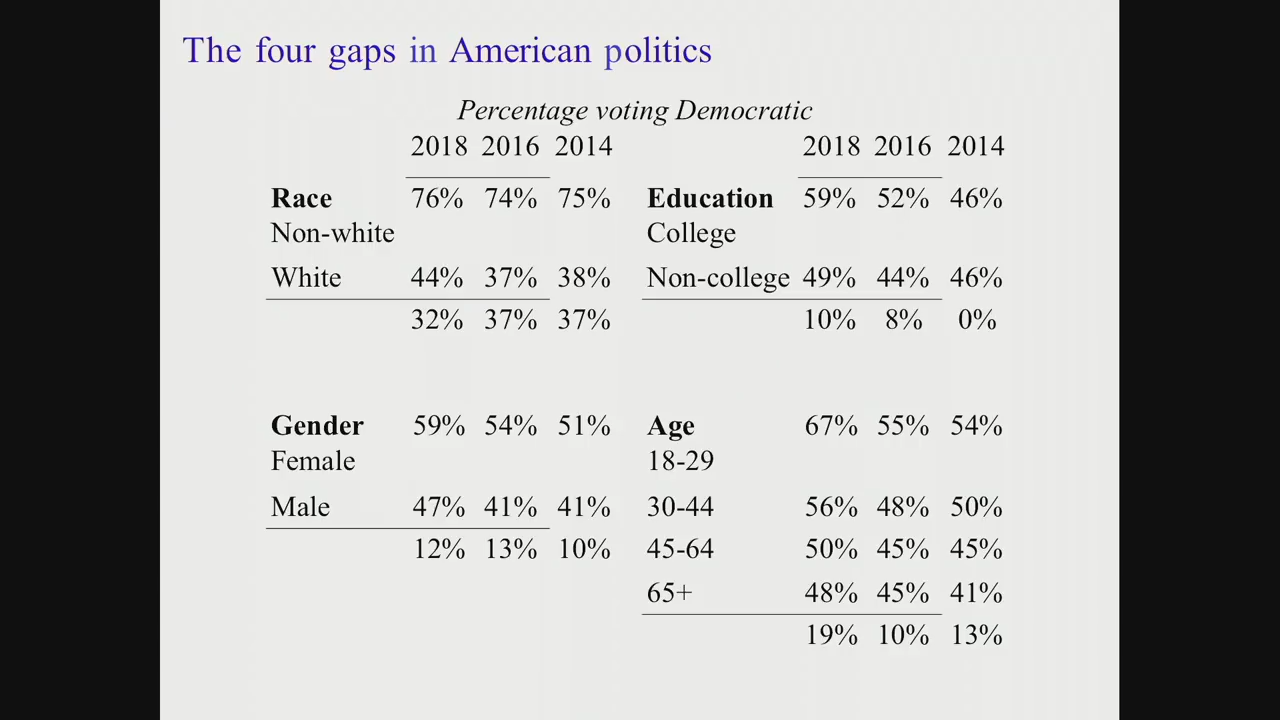 The four gaps in American politics
Percentage voting Democratic
2018 2016 2014 2018 2016 2014
Race 76% 74% 75% Education 59% 52% 46%
Non-white College
White 44% 37% 38% Non-college 49% 44% 46%
32% 37% 37% 10% 8% 0%
Gender 59% 54% 51% Age 67% 55% 54%
Female 18-29
Male 47% 41% 41% 30-44 56% 48% 50%
12% 13% 10% 45-64 50% 45% 45%
65+ 48% 45% 41%
19% 10% 13%